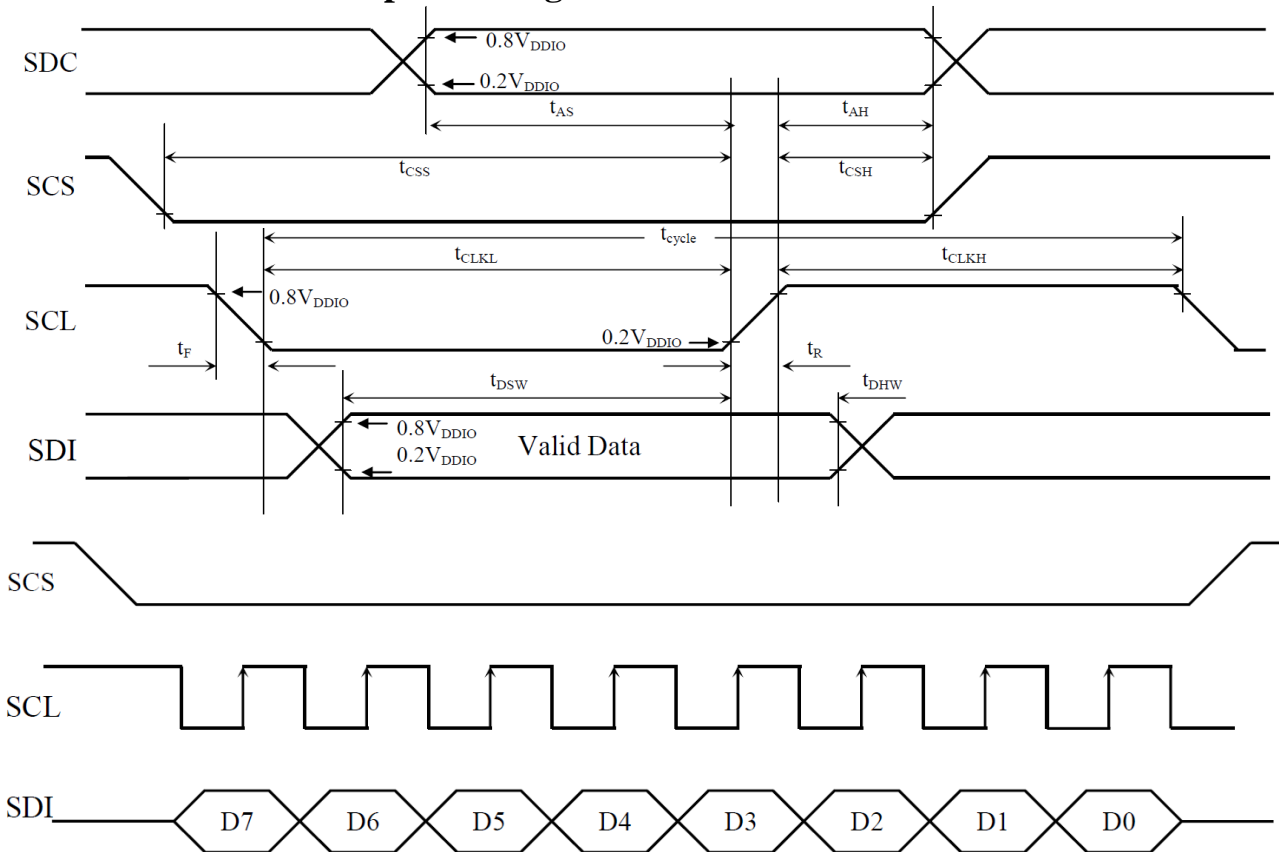 SDC
0.8VDDIO
0.2VDDIO
tAS
tAH
SCS
tCSS
tCSH
tcycle
tCLKL
tCLKH
SCL
0.8VDDIO
0.2VDDIO
tF
tR
tDSW
tDHW
SDI
0.8VDDIO
0.2VDDIO
Valid Data
SCS
SCL
SDI
D7 D6 D5 D4 D3 D2 D1 D0